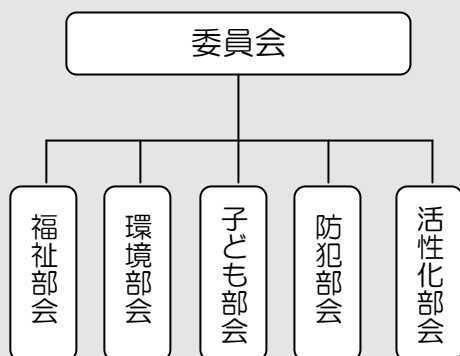 委員会
福祉部会
環境部会
子ども部会
防犯部会
活性化部会